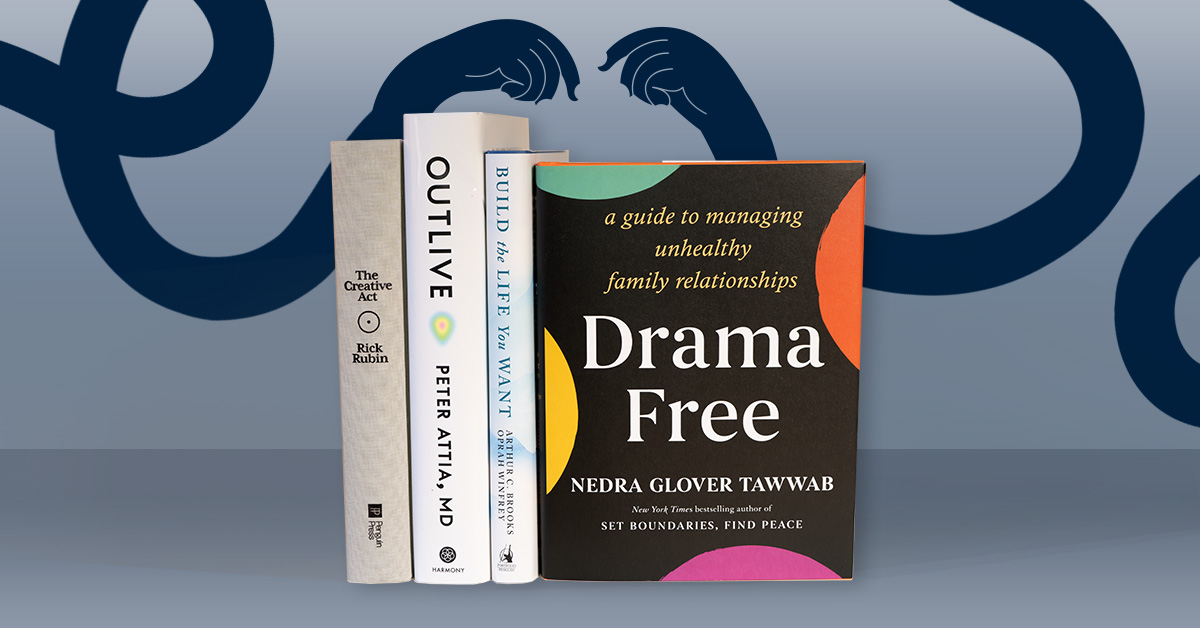 The
Creative
Act
Rick
Rubin
Penguin
Press
OUTLIVE
PETER ATTIA, MD
HARMONY
BUILD the LIFE You WANT
ARTHUR C. BROOKS
OPRAH WINFREY
a guide to managing
unhealthy
family relationships
Drama
Free
NEDRA GLOVER TAWWAB
New York Times bestselling author of
SET BOUNDARIES, FIND PEACE